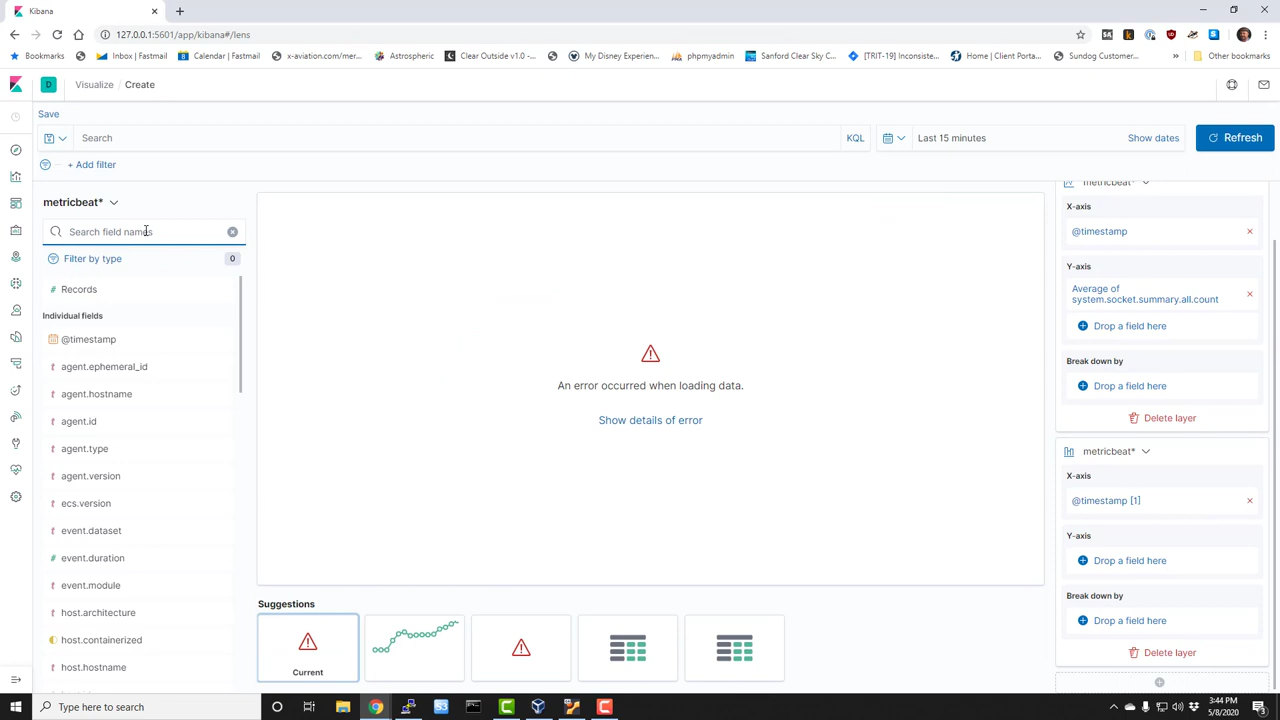 Kibana
127.0.0.1:5601/app/kibana#/lens
Bookmarks
Inbox | Fastmail
Calendar | Fastmail
x-aviation.com/mer...
Astrospheric
Clear Outside v1.0 -...
My Disney Experien...
phpmyadmin
Sanford Clear Sky C...
[TRIT-19] Inconsiste...
Home | Client Porta...
Sundog Customer...
»
Other bookmarks
D
Visualize
Create
Save
Search
KQL
Last 15 minutes
Show dates
Refresh
+ Add filter
metricbeat*
Search field names
Filter by type
0
# Records
Individual fields
@timestamp
t agent.ephemeral_id
t agent.hostname
t agent.id
t agent.type
t agent.version
t ecs.version
t event.dataset
# event.duration
t event.module
t host.architecture
host.containerized
t host.hostname
An error occurred when loading data.
Show details of error
Suggestions
Current
metricbeat*
X-axis
@timestamp
Y-axis
Average of
system.socket.summary.all.count
Drop a field here
Break down by
Drop a field here
Delete layer
metricbeat*
X-axis
@timestamp [1]
Y-axis
Drop a field here
Break down by
Drop a field here
Delete layer
Type here to search
3:44 PM
5/8/2020